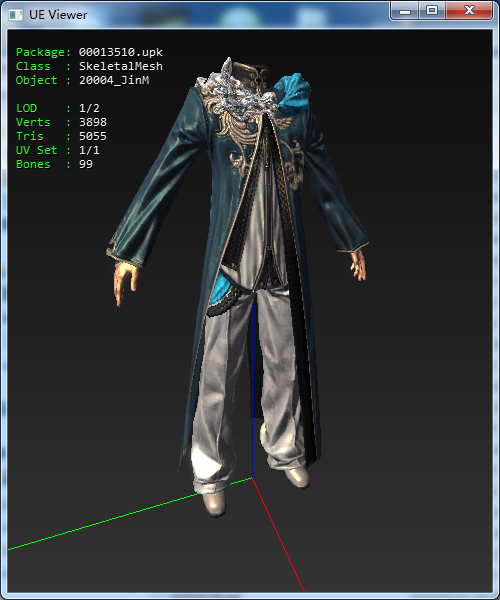 UE Viewer
Package: 00013510.upk
Class : SkeletalMesh
Object : 20004_JinM
LOD : 1/2
Verts : 3898
Tris : 5055
UV Set : 1/1
Bones : 99